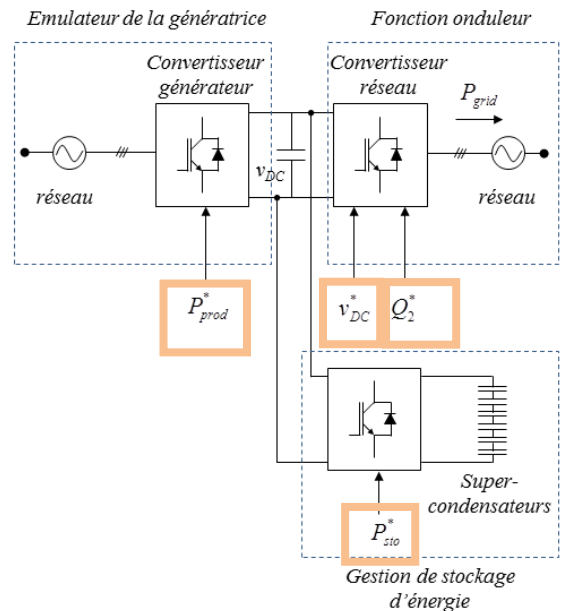 Emulateur de la génératrice
Fonction onduleur
Convertisseur
générateur
Convertisseur
réseau
P_grid
v_DC
réseau
réseau
P*_prod
v*_DC
Q*_2
Super-
condensateurs
P*_sto
Gestion de stockage
d'énergie